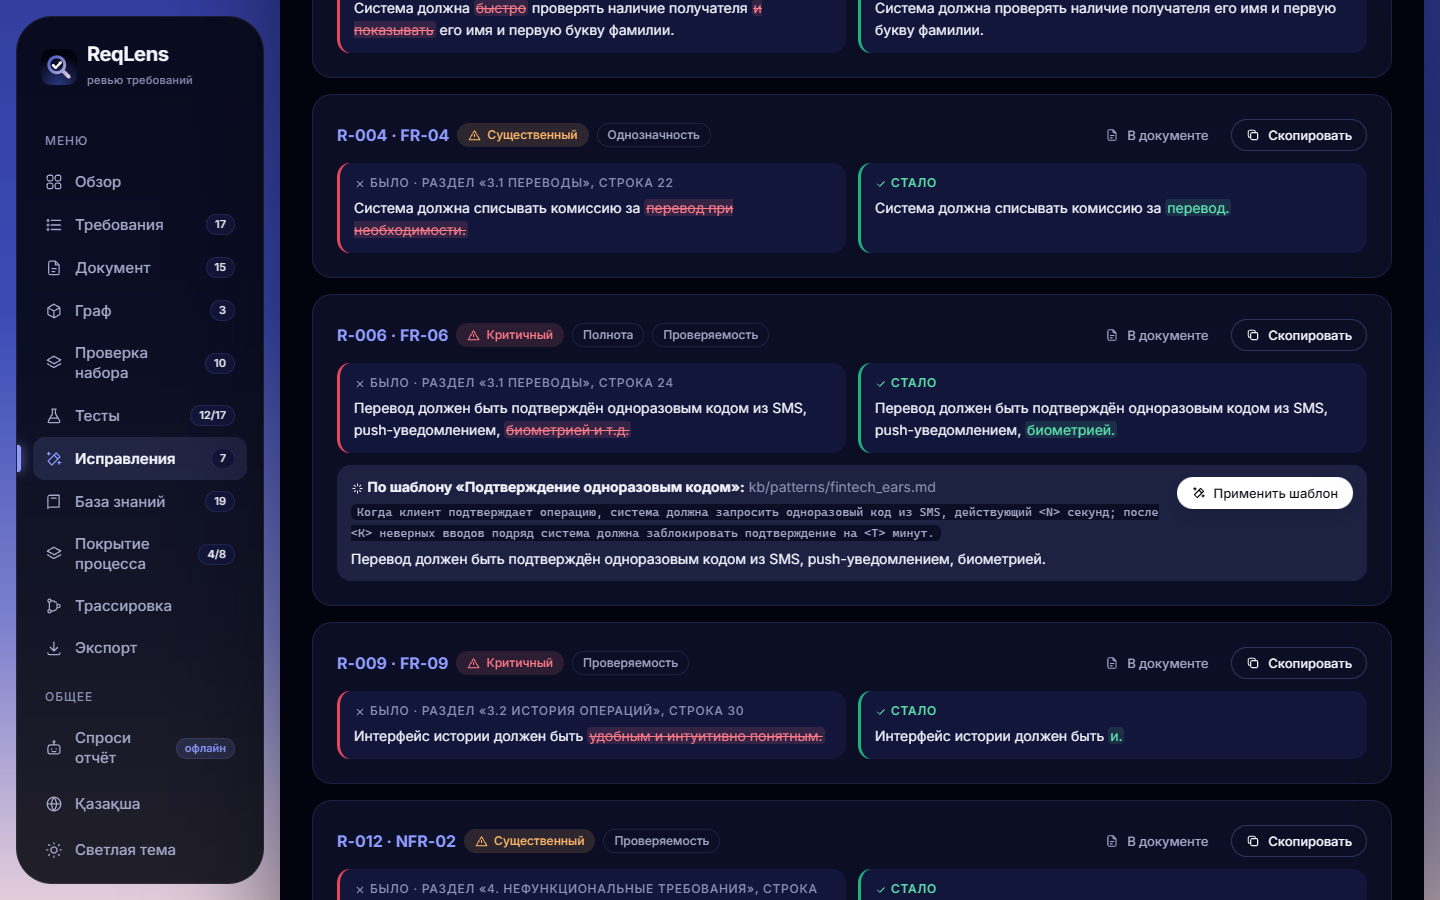 ReqLens
ревью требований
МЕНЮ
Обзор
Требования 17
Документ 15
Граф 3
Проверка
набора 10
Тесты 12/17
Исправления 7
База знаний 19
Покрытие
процесса 4/8
Трассировка
Экспорт
ОБЩЕЕ
Спроси
отчёт офлайн
Қазақша
Светлая тема
Система должна быстро проверять наличие получателя и
показывать его имя и первую букву фамилии.
Система должна проверять наличие получателя его имя и первую
букву фамилии.
R-004 · FR-04 Существенный Однозначность В документе Скопировать
БЫЛО · РАЗДЕЛ «3.1 ПЕРЕВОДЫ», СТРОКА 22
Система должна списывать комиссию за перевод при
необходимости.
СТАЛО
Система должна списывать комиссию за перевод.
R-006 · FR-06 Критичный Полнота Проверяемость В документе Скопировать
БЫЛО · РАЗДЕЛ «3.1 ПЕРЕВОДЫ», СТРОКА 24
Перевод должен быть подтверждён одноразовым кодом из SMS,
push-уведомлением, биометрией и т.д.
СТАЛО
Перевод должен быть подтверждён одноразовым кодом из SMS,
push-уведомлением, биометрией.
По шаблону «Подтверждение одноразовым кодом»: kb/patterns/fintech_ears.md
Применить шаблон
Когда клиент подтверждает операцию, система должна запросить одноразовый код из SMS, действующий <N> секунд; после
<K> неверных вводов подряд система должна заблокировать подтверждение на <T> минут.
Перевод должен быть подтверждён одноразовым кодом из SMS, push-уведомлением, биометрией.
R-009 · FR-09 Критичный Проверяемость В документе Скопировать
БЫЛО · РАЗДЕЛ «3.2 ИСТОРИЯ ОПЕРАЦИЙ», СТРОКА 30
Интерфейс истории должен быть удобным и интуитивно понятным.
СТАЛО
Интерфейс истории должен быть и.
R-012 · NFR-02 Существенный Проверяемость В документе Скопировать
БЫЛО · РАЗДЕЛ «4. НЕФУНКЦИОНАЛЬНЫЕ ТРЕБОВАНИЯ», СТРОКА
СТАЛО